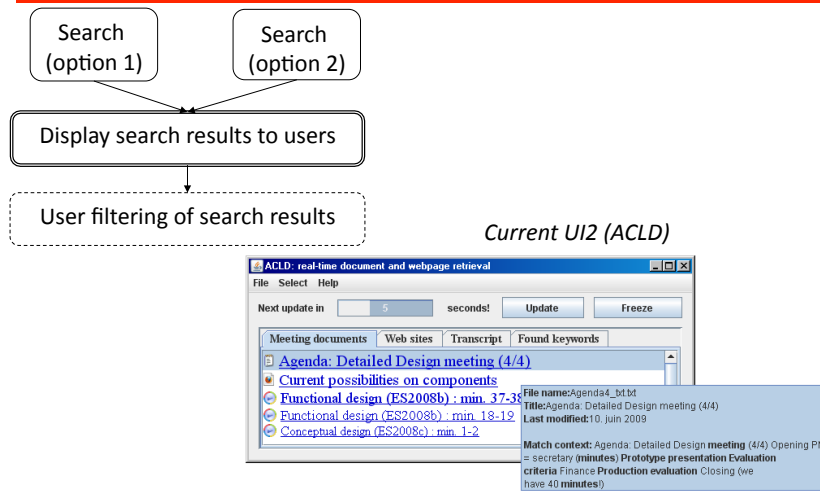 Search
(option 1)
Search
(option 2)
Display search results to users
User filtering of search results
Current UI2 (ACLD)
ACLD: real-time document and webpage retrieval
File Select Help
Next update in 5 seconds! Update Freeze
Meeting documents Web sites Transcript Found keywords
Agenda: Detailed Design meeting (4/4)
Current possibilities on components
Functional design (ES2008b) : min. 37-38
Functional design (ES2008b) : min. 18-19
Conceptual design (ES2008c) : min. 1-2
File name:Agenda4_txt.txt
Title:Agenda: Detailed Design meeting (4/4)
Last modified:10. juin 2009
Match context: Agenda: Detailed Design meeting (4/4) Opening PM
= secretary (minutes) Prototype presentation Evaluation
criteria Finance Production evaluation Closing (we
have 40 minutes!)